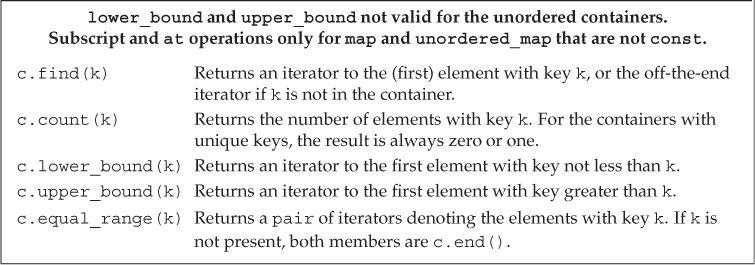 lower_bound and upper_bound not valid for the unordered containers.
Subscript and at operations only for map and unordered_map that are not const.
c.find(k) Returns an iterator to the (first) element with key k, or the off-the-end
iterator if k is not in the container.
c.count(k) Returns the number of elements with key k. For the containers with
unique keys, the result is always zero or one.
c.lower_bound(k) Returns an iterator to the first element with key not less than k.
c.upper_bound(k) Returns an iterator to the first element with key greater than k.
c.equal_range(k) Returns a pair of iterators denoting the elements with key k. If k is
not present, both members are c.end().